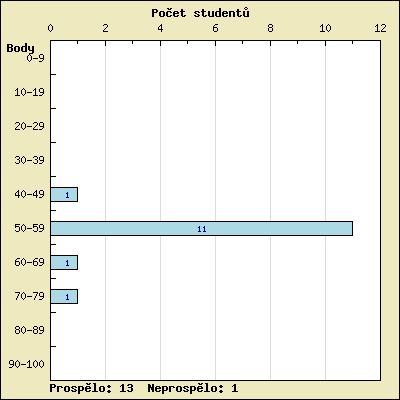 Počet studentů
0 2 4 6 8 10 12
Body
0-9
10-19
20-29
30-39
40-49 1
50-59 11
60-69 1
70-79 1
80-89
90-100
Prospělo: 13 Neprospělo: 1